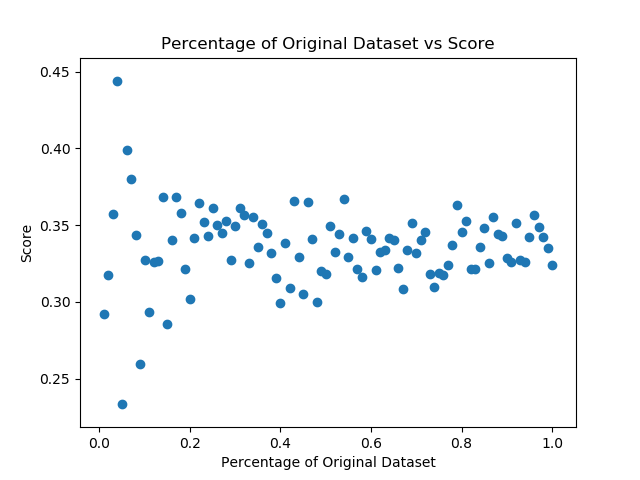 Percentage of Original Dataset vs Score
0.45
0.40
0.35
0.30
0.25
Score
0.0 0.2 0.4 0.6 0.8 1.0
Percentage of Original Dataset